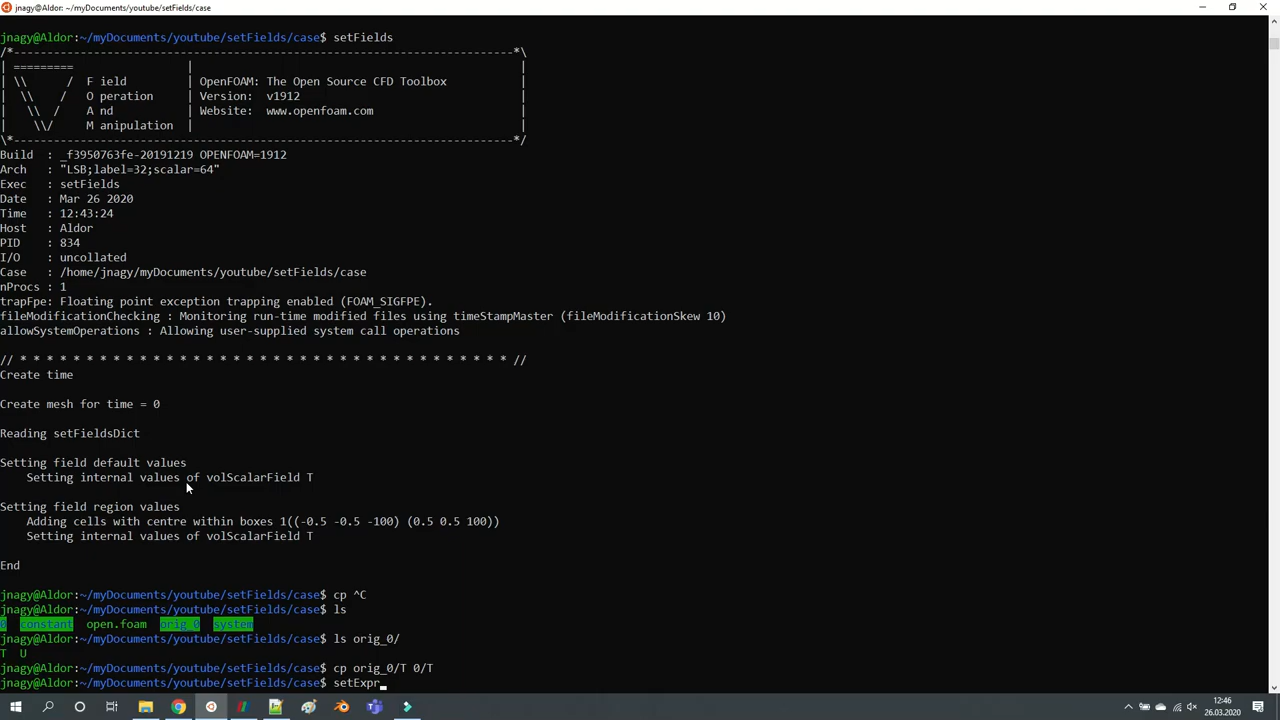 jnagy@Aldor: ~/myDocuments/youtube/setFields/case
jnagy@Aldor:~/myDocuments/youtube/setFields/case$ setFields
/*---------------------------------------------------------------------------*\
| =========                 |                                                 |
| \\      /  F ield         | OpenFOAM: The Open Source CFD Toolbox           |
|  \\    /   O peration     | Version:  v1912                                 |
|   \\  /    A nd           | Website:  www.openfoam.com                      |
|    \\/     M anipulation  |                                                 |
\*---------------------------------------------------------------------------*/
Build  : _f3950763fe-20191219 OPENFOAM=1912
Arch   : "LSB;label=32;scalar=64"
Exec   : setFields
Date   : Mar 26 2020
Time   : 12:43:24
Host   : Aldor
PID    : 834
I/O    : uncollated
Case   : /home/jnagy/myDocuments/youtube/setFields/case
nProcs : 1
trapFpe: Floating point exception trapping enabled (FOAM_SIGFPE).
fileModificationChecking : Monitoring run-time modified files using timeStampMaster (fileModificationSkew 10)
allowSystemOperations : Allowing user-supplied system call operations
// * * * * * * * * * * * * * * * * * * * * * * * * * * * * * * * * * * * * * //
Create time
Create mesh for time = 0
Reading setFieldsDict
Setting field default values
    Setting internal values of volScalarField T
Setting field region values
    Adding cells with centre within boxes 1((-0.5 -0.5 -100) (0.5 0.5 100))
    Setting internal values of volScalarField T
End
jnagy@Aldor:~/myDocuments/youtube/setFields/case$ cp ^C
jnagy@Aldor:~/myDocuments/youtube/setFields/case$ ls
0  constant  open.foam  orig_0  system
jnagy@Aldor:~/myDocuments/youtube/setFields/case$ ls orig_0/
T  U
jnagy@Aldor:~/myDocuments/youtube/setFields/case$ cp orig_0/T 0/T
jnagy@Aldor:~/myDocuments/youtube/setFields/case$ setExpr_
12:46
26.03.2020